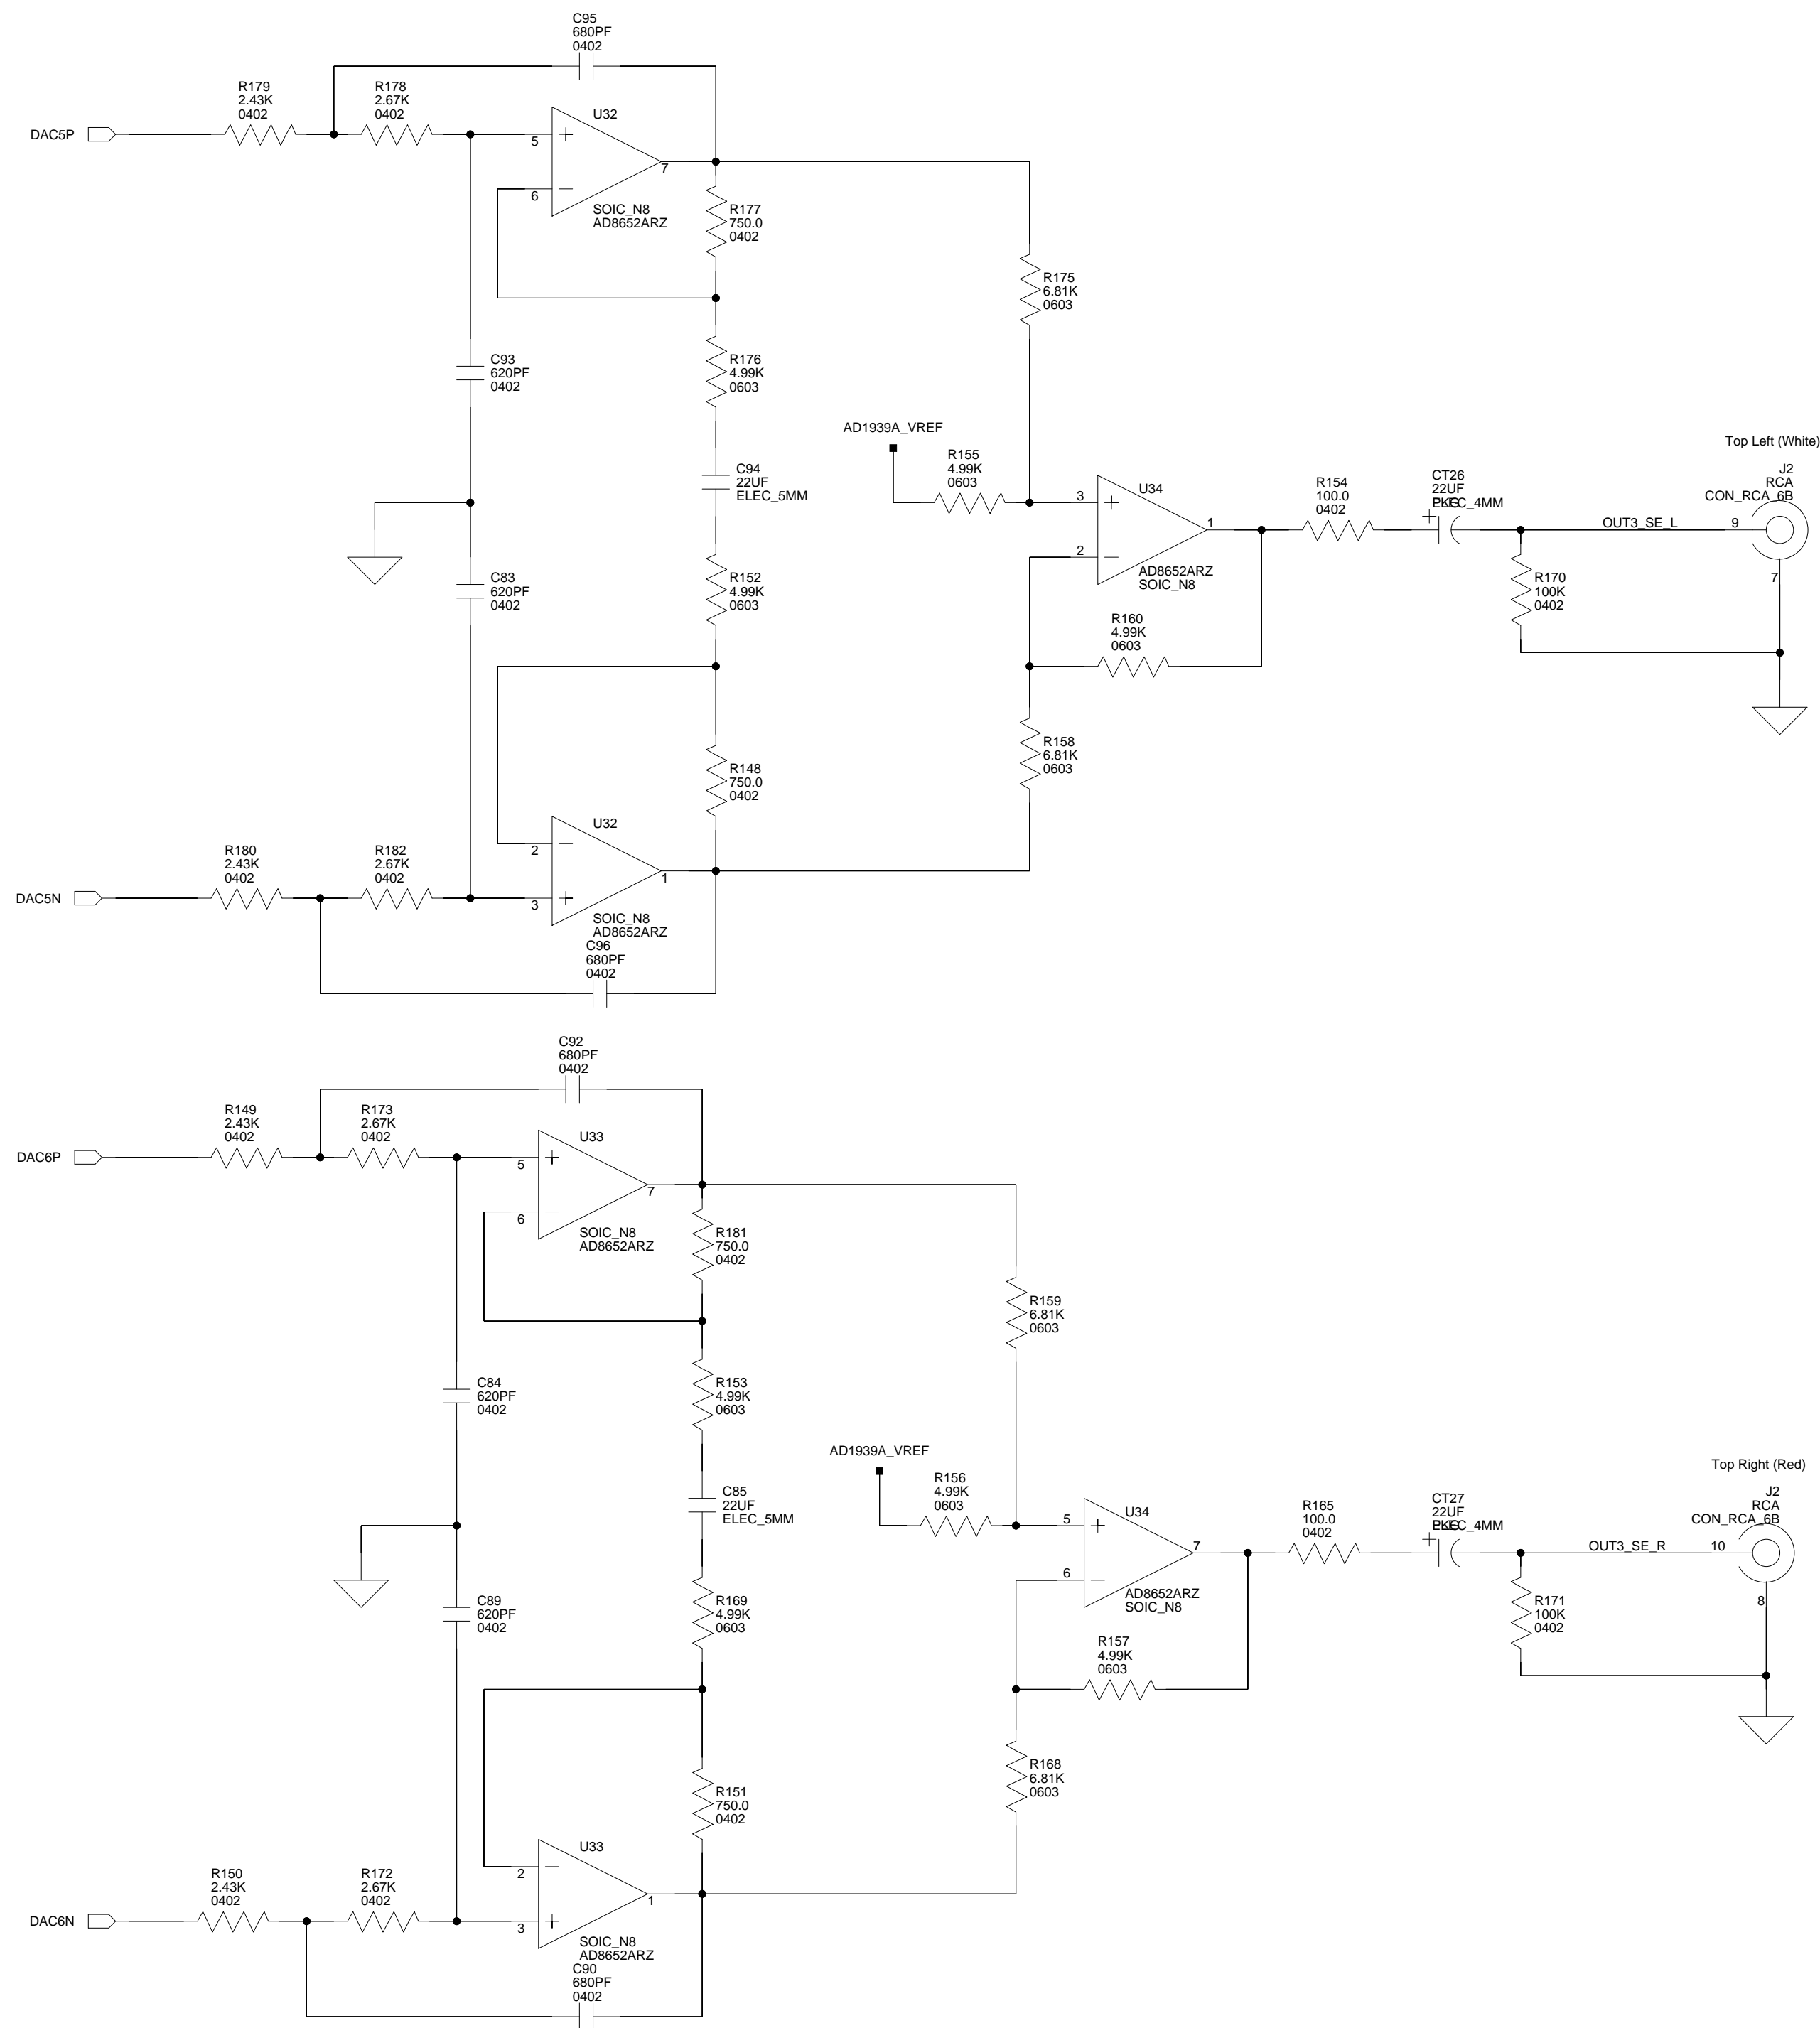 C95
680PF
0402
R179
2.43K
0402
R178
2.67K
0402
DAC5P
U32
5
6
7
SOIC_N8
AD8652ARZ
R177
750.0
0402
R175
6.81K
0603
C93
620PF
0402
R176
4.99K
0603
AD1939A_VREF
R155
4.99K
0603
C94
22UF
ELEC_5MM
U34
3
2
1
AD8652ARZ
SOIC_N8
R154
100.0
0402
CT26
22UF
ELEC_4MM
+
Top Left (White)
J2
RCA
CON_RCA_6B
OUT3_SE_L
9
7
R170
100K
0402
C83
620PF
0402
R152
4.99K
0603
R160
4.99K
0603
R158
6.81K
0603
R148
750.0
0402
R180
2.43K
0402
R182
2.67K
0402
DAC5N
U32
2
3
1
SOIC_N8
AD8652ARZ
C96
680PF
0402
C92
680PF
0402
R149
2.43K
0402
R173
2.67K
0402
DAC6P
U33
5
6
7
SOIC_N8
AD8652ARZ
R181
750.0
0402
R159
6.81K
0603
C84
620PF
0402
R153
4.99K
0603
AD1939A_VREF
R156
4.99K
0603
C85
22UF
ELEC_5MM
U34
5
6
7
AD8652ARZ
SOIC_N8
R165
100.0
0402
CT27
22UF
ELEC_4MM
+
Top Right (Red)
J2
RCA
CON_RCA_6B
OUT3_SE_R
10
8
R171
100K
0402
C89
620PF
0402
R169
4.99K
0603
R157
4.99K
0603
R168
6.81K
0603
R151
750.0
0402
R150
2.43K
0402
R172
2.67K
0402
DAC6N
U33
2
3
1
SOIC_N8
AD8652ARZ
C90
680PF
0402